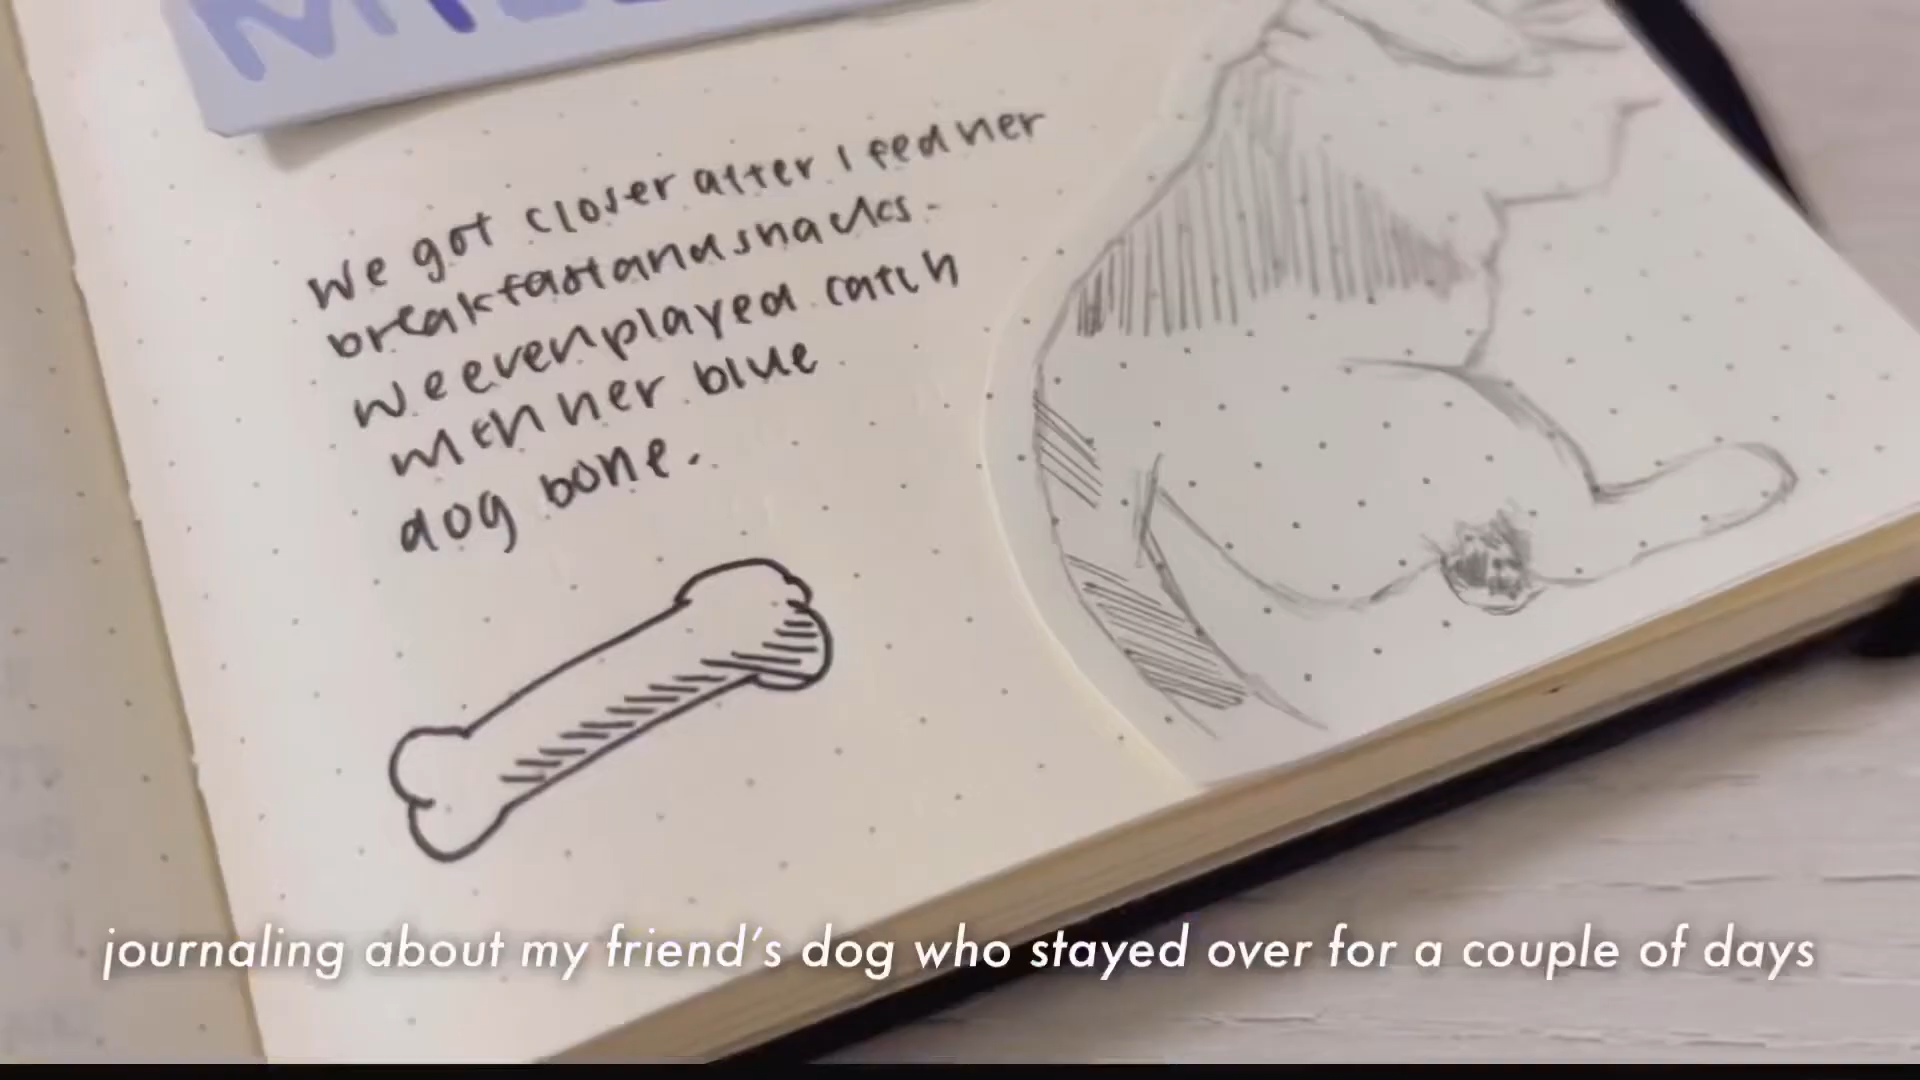 We got closer after I fed her
breakfast and snacks.
We even played catch
with her blue
dog bone.
journaling about my friend's dog who stayed over for a couple of days